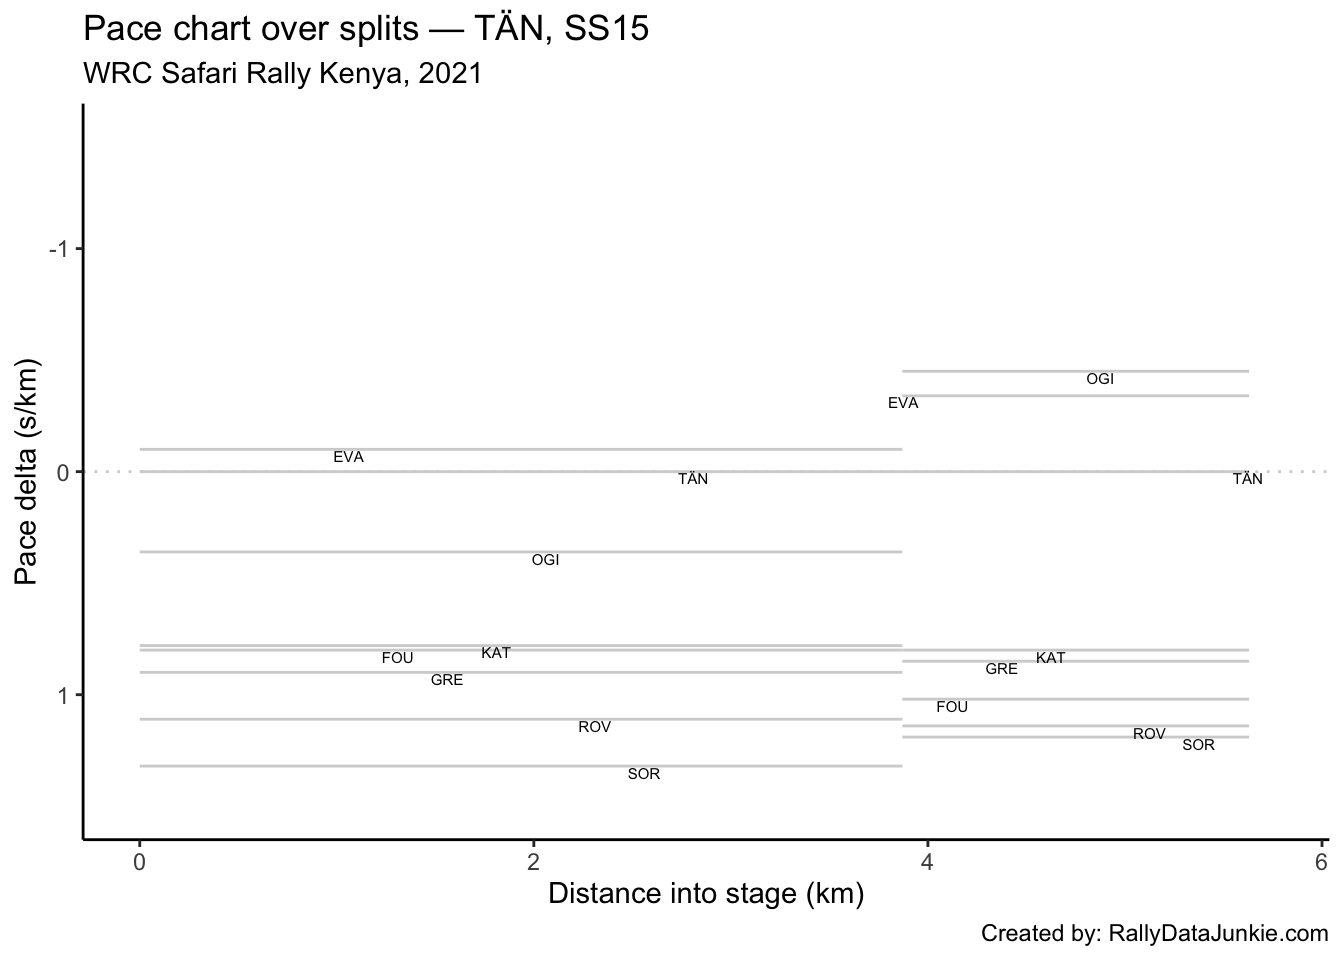 Pace chart over splits — TÄN, SS15
WRC Safari Rally Kenya, 2021
Pace delta (s/km)
-1
0
1
OGI
EVA
EVA
TÄN
TÄN
OGI
KAT
FOU
KAT
GRE
GRE
FOU
ROV
ROV
SOR
SOR
0
2
4
6
Distance into stage (km)
Created by: RallyDataJunkie.com